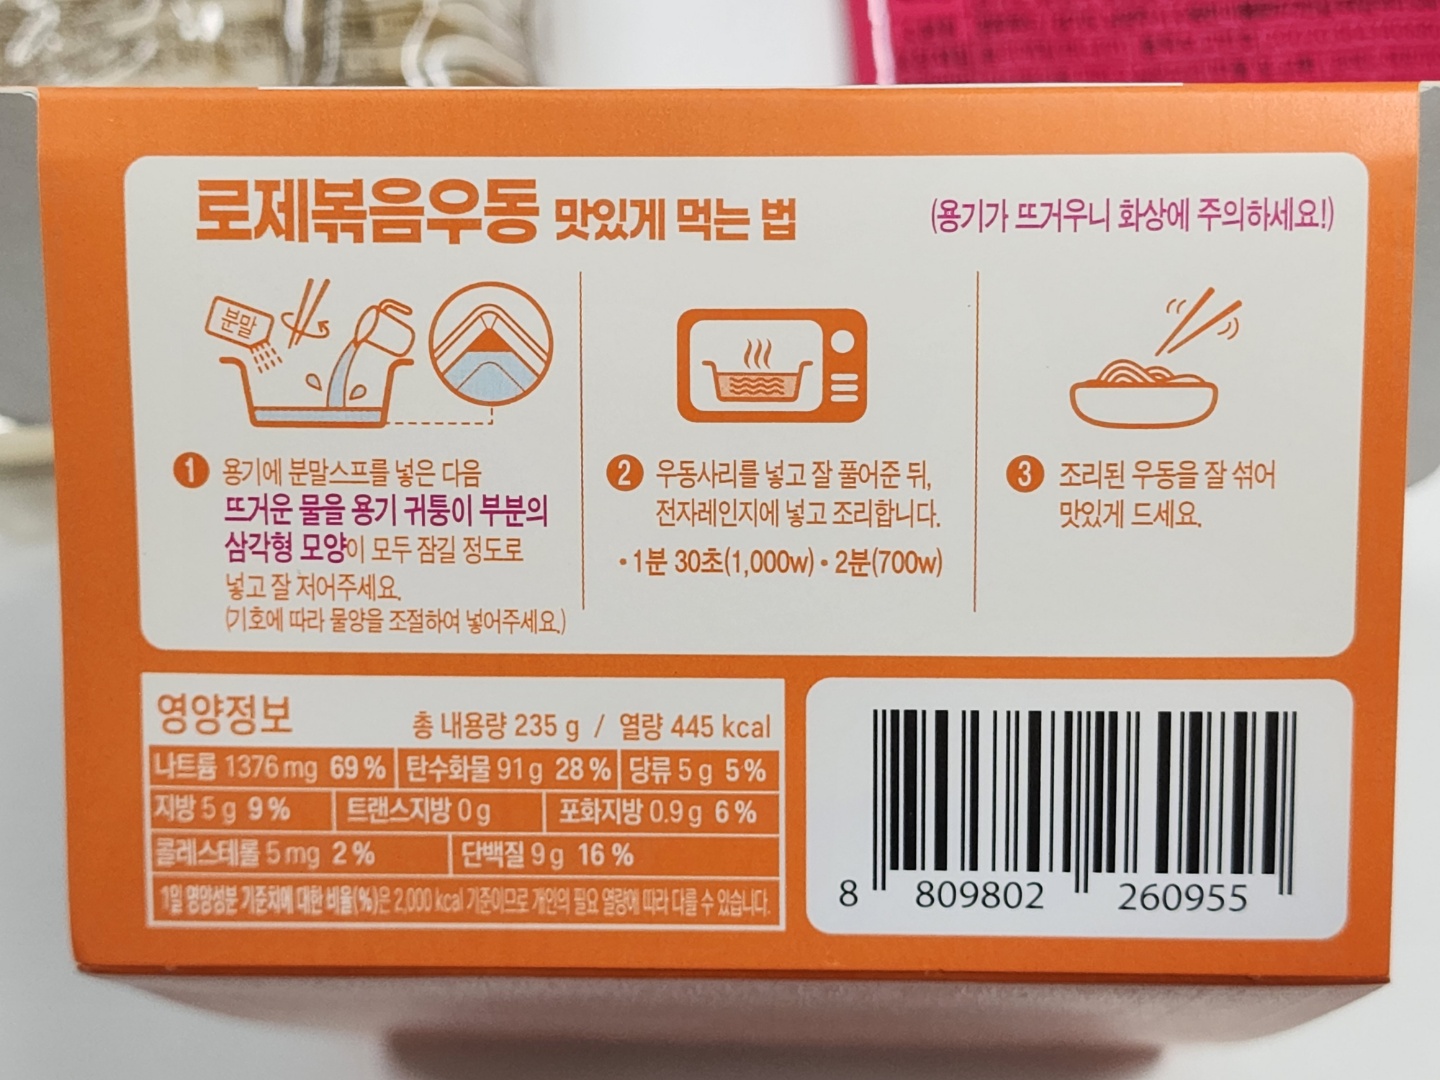 로제볶음우동 맛있게 먹는 법
(용기가 뜨거우니 화상에 주의하세요!)
분말
1 용기에 분말스프를 넣은 다음
뜨거운 물을 용기 귀퉁이 부분의
삼각형 모양이 모두 잠길 정도로
넣고 잘 저어주세요.
(기호에 따라 물양을 조절하여 넣어주세요.)
2 우동사리를 넣고 잘 풀어준 뒤,
전자레인지에 넣고 조리합니다.
• 1분 30초(1,000w) • 2분(700w)
3 조리된 우동을 잘 섞어
맛있게 드세요.
영양정보 총 내용량 235 g / 열량 445 kcal
나트륨 1376 mg 69 % 탄수화물 91 g 28 % 당류 5 g 5 %
지방 5 g 9 % 트랜스지방 0 g 포화지방 0.9 g 6 %
콜레스테롤 5 mg 2 % 단백질 9 g 16 %
1일 영양성분 기준치에 대한 비율(%)은 2,000 kcal 기준이므로 개인의 필요 열량에 따라 다를 수 있습니다.
8 809802 260955